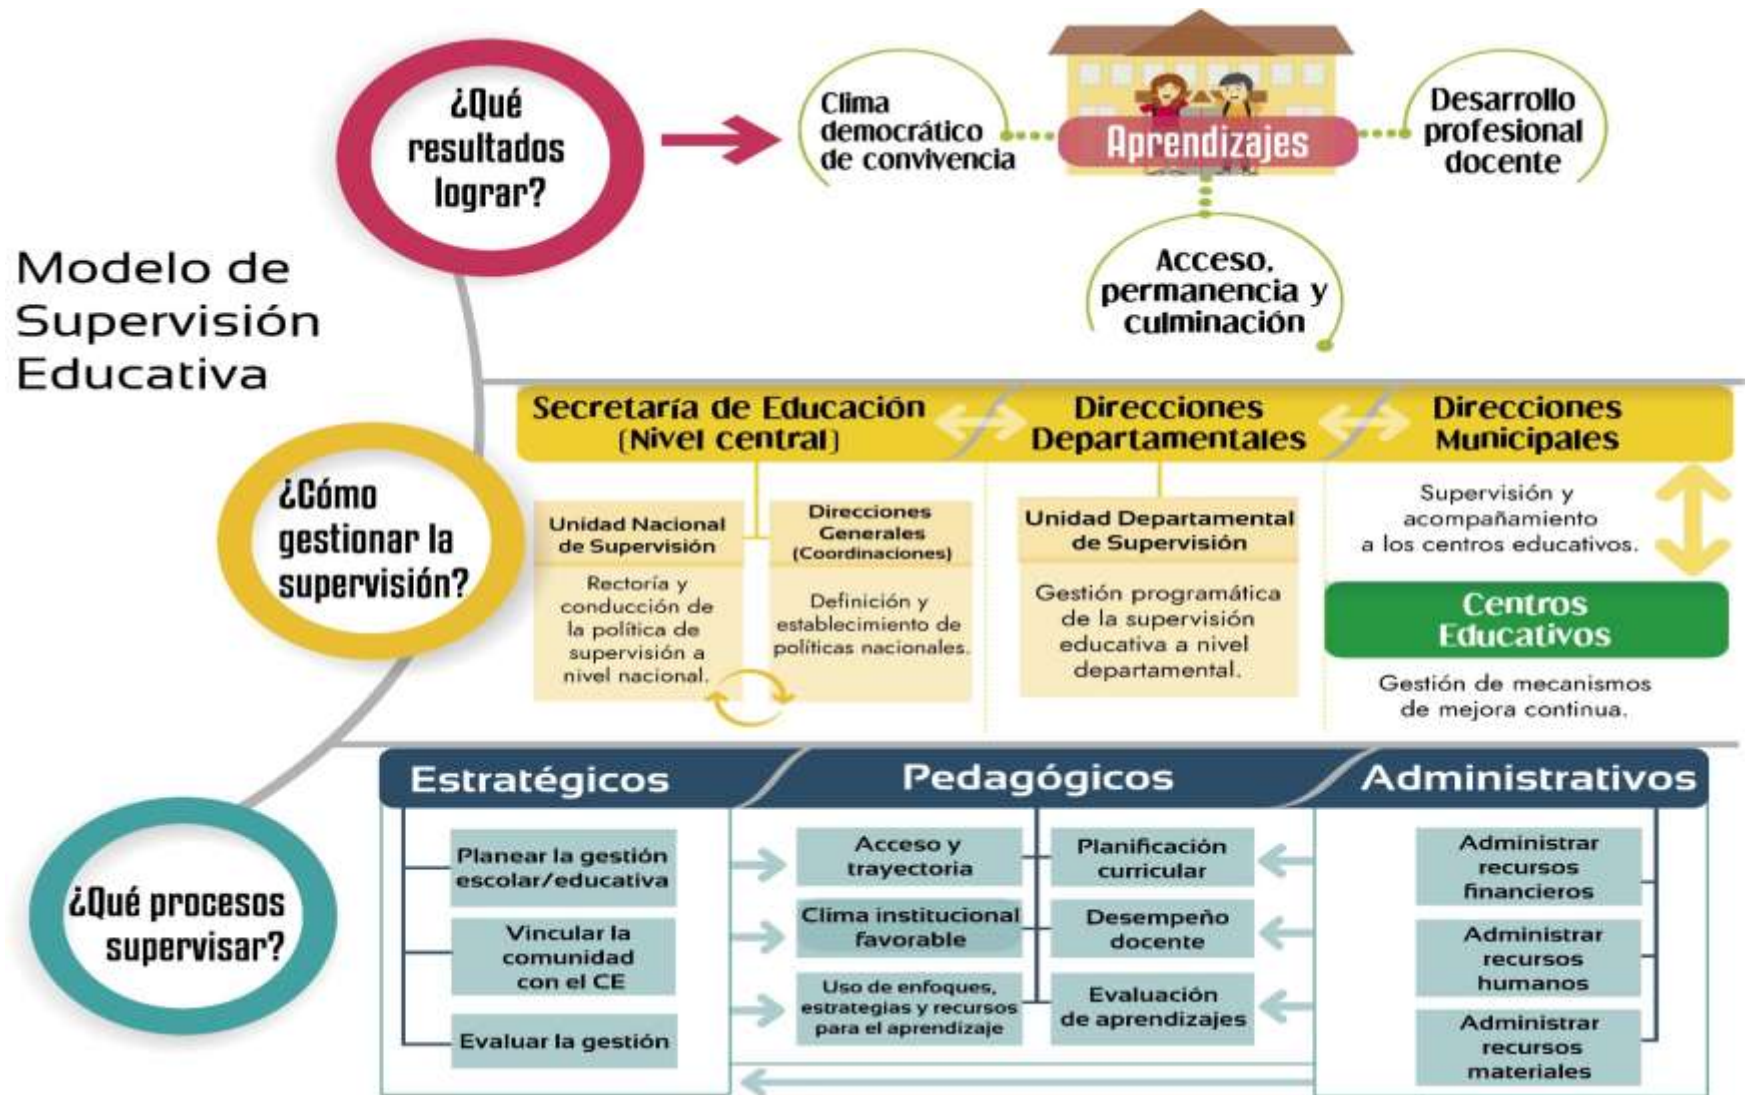 Modelo de
Supervisión
Educativa
¿Qué
resultados
lograr?
Clima
democrático
de convivencia
Aprendizajes
Desarrollo
profesional
docente
Acceso,
permanencia y
culminación
¿Cómo
gestionar la
supervisión?
Secretaría de Educación
(Nivel central)
Direcciones
Departamentales
Direcciones
Municipales
Unidad Nacional
de Supervisión
Rectoría y
conducción de
la política de
supervisión a
nivel nacional.
Direcciones
Generales
(Coordinaciones)
Definición y
establecimiento de
políticas nacionales.
Unidad Departamental
de Supervisión
Gestión programática
de la supervisión
educativa a nivel
departamental.
Supervisión y
acompañamiento
a los centros educativos.
Centros
Educativos
Gestión de mecanismos
de mejora continua.
¿Qué procesos
supervisar?
Estratégicos
Planear la gestión
escolar/educativa
Vincular la
comunidad
con el CE
Evaluar la gestión
Pedagógicos
Acceso y
trayectoria
Clima institucional
favorable
Uso de enfoques,
estrategias y recursos
para el aprendizaje
Planificación
curricular
Desempeño
docente
Evaluación
de aprendizajes
Administrativos
Administrar
recursos
financieros
Administrar
recursos
humanos
Administrar
recursos
materiales